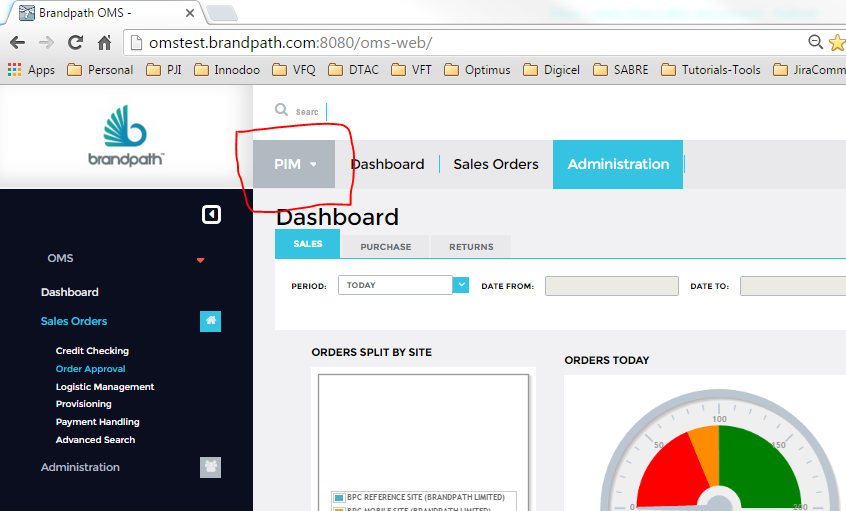 Brandpath OMS -
omstest.brandpath.com:8080/oms-web/
Apps Personal PJI Innodoo VFQ DTAC VFT Optimus Digicel SABRE Tutorials-Tools JiraComm
brandpath™
Searc
PIM Dashboard Sales Orders Administration
Dashboard
SALES PURCHASE RETURNS
PERIOD: TODAY DATE FROM: DATE TO:
OMS
Dashboard
Sales Orders
Credit Checking
Order Approval
Logistic Management
Provisioning
Payment Handling
Advanced Search
Administration
ORDERS SPLIT BY SITE
BPC REFERENCE SITE (BRANDPATH LIMITED)
BPC MOBILE SITE (BRANDPATH LIMITED)
ORDERS TODAY
0 50 100 150 200